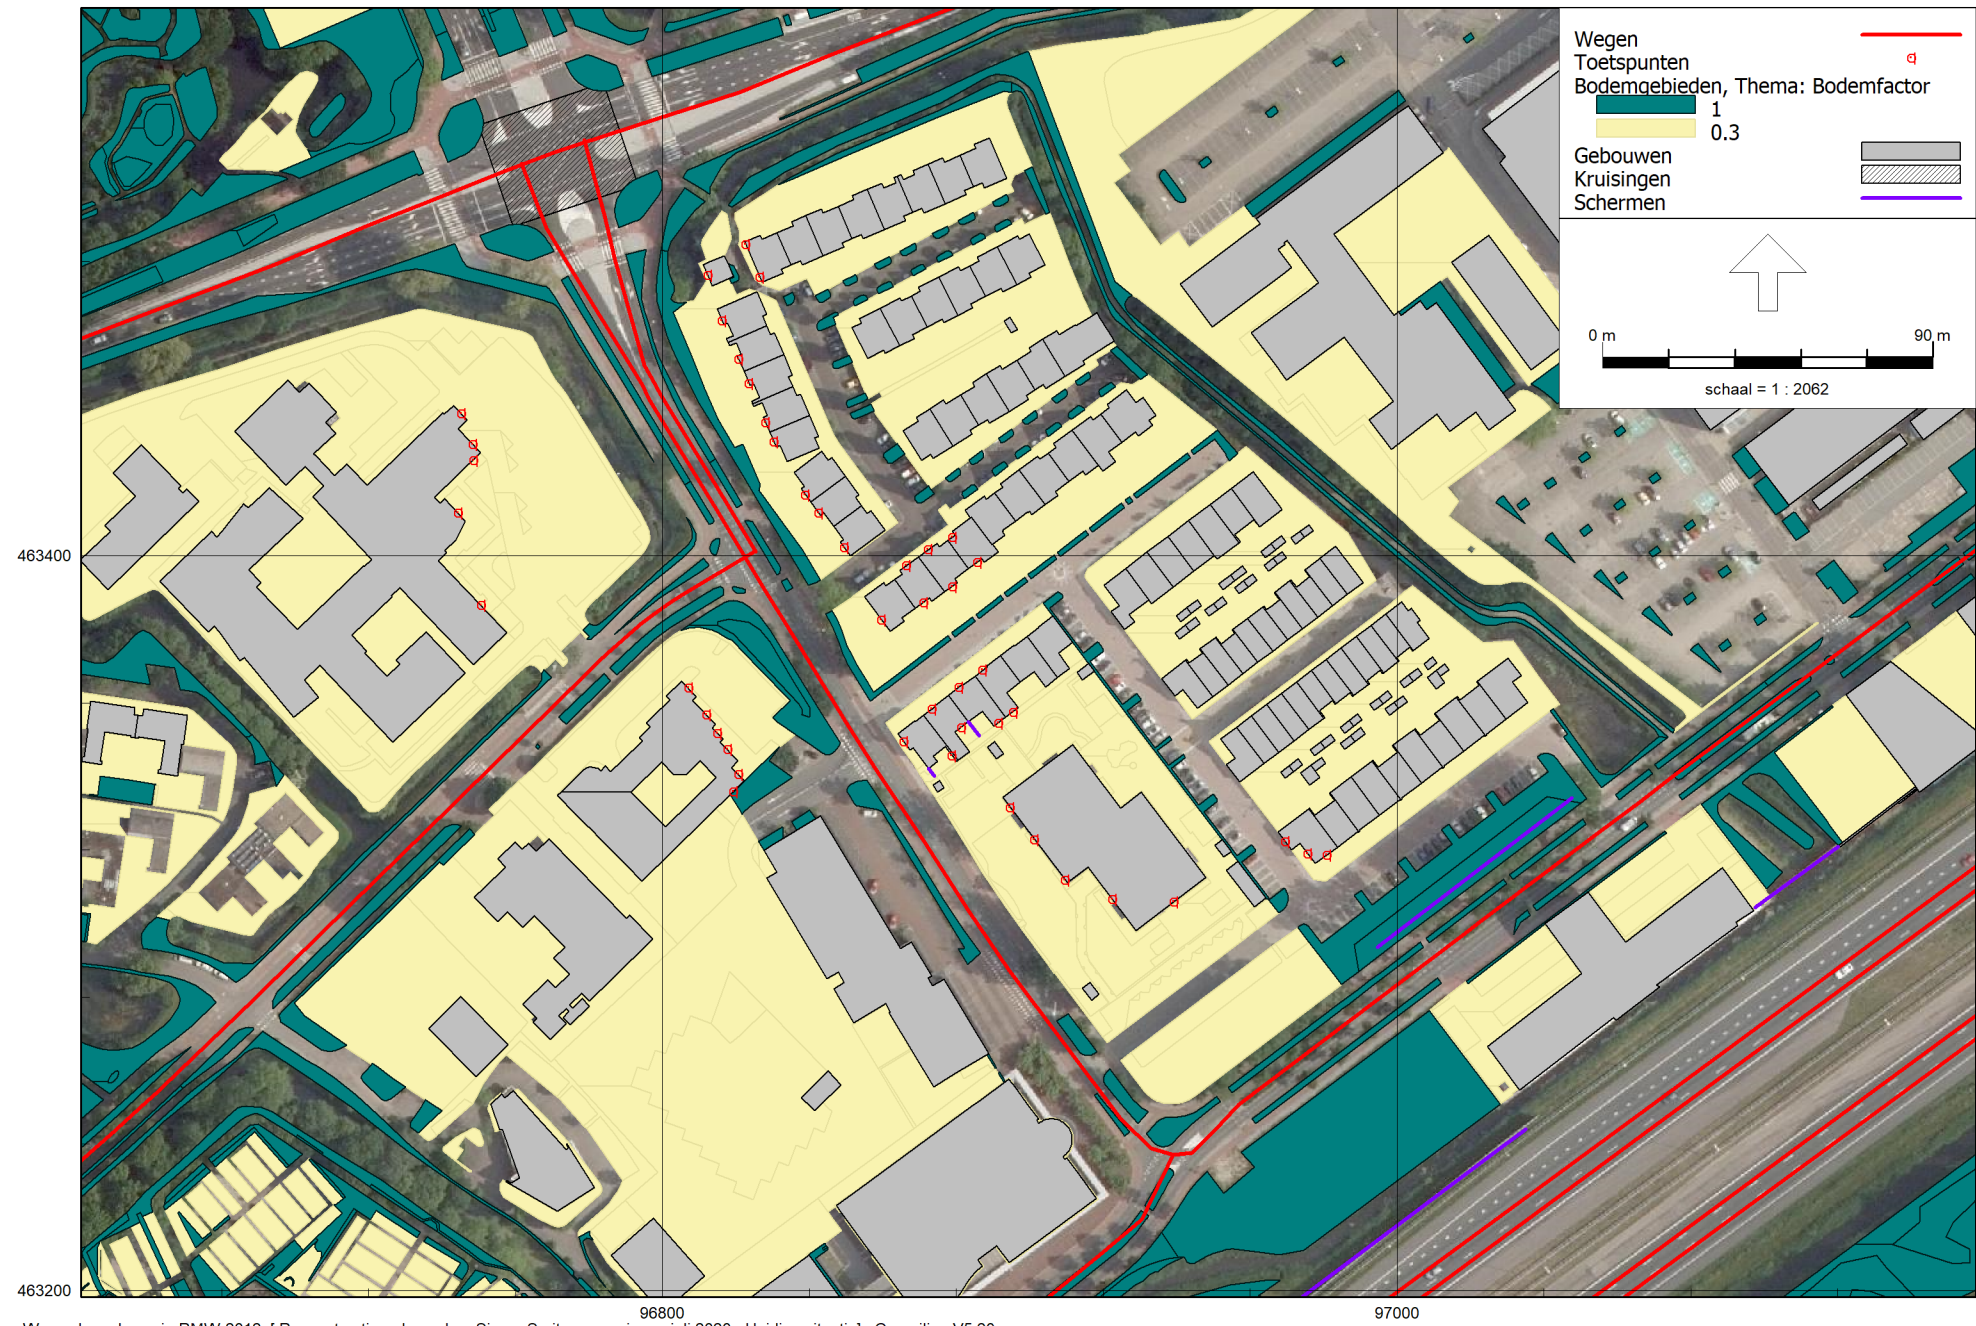 Wegen
Toetspunten
Bodemgebieden, Thema: Bodemfactor
1
0.3
Gebouwen
Kruisingen
Schermen
0 m 90 m
schaal = 1 : 2062
463400
463200
96800 97000